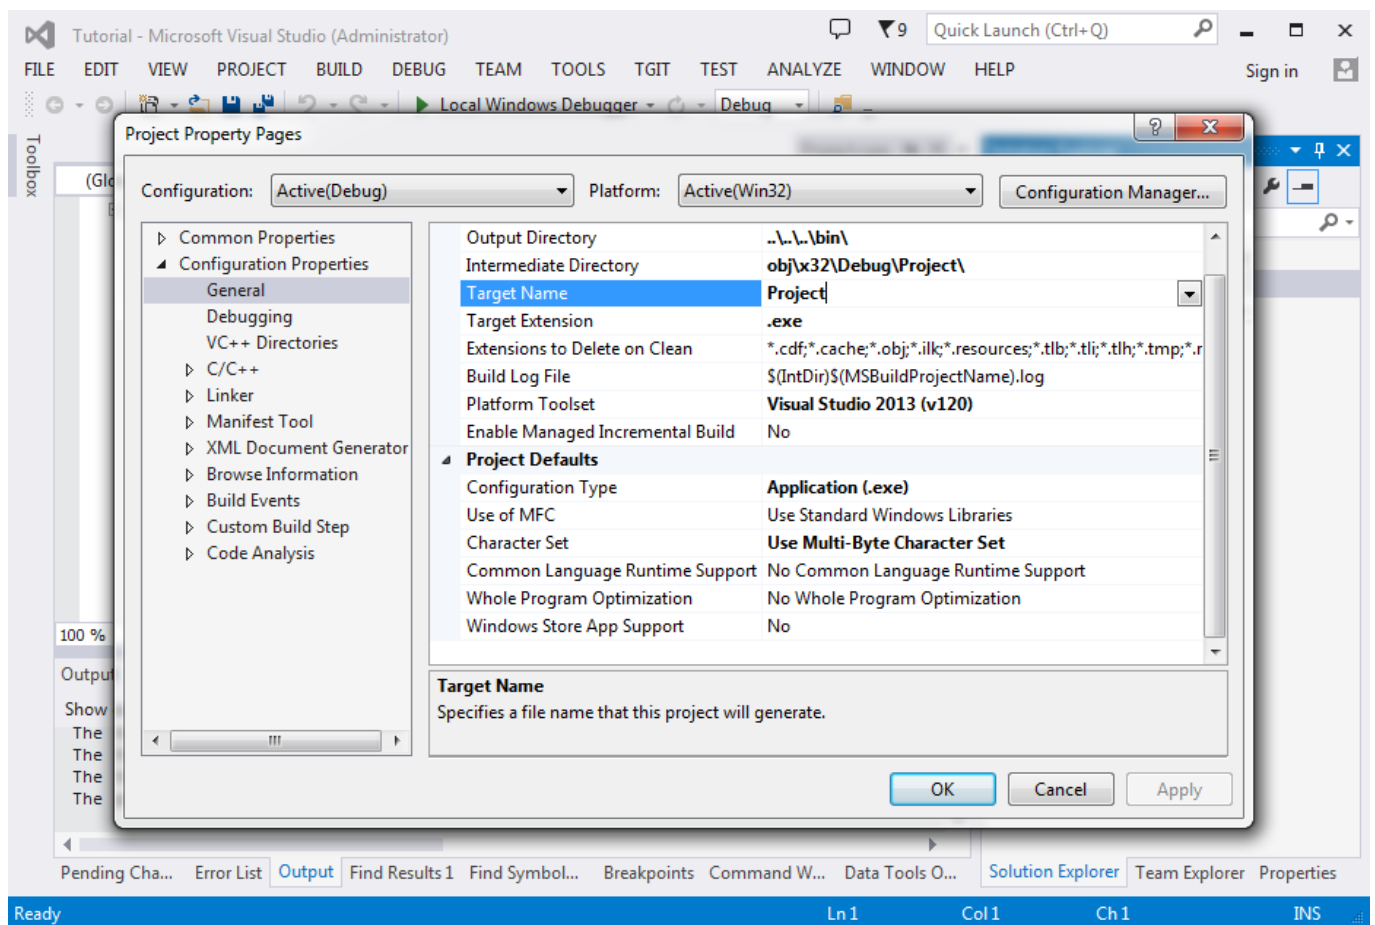 Tutorial - Microsoft Visual Studio (Administrator) 9 Quick Launch (Ctrl+Q)
FILE EDIT VIEW PROJECT BUILD DEBUG TEAM TOOLS TGIT TEST ANALYZE WINDOW HELP Sign in
Local Windows Debugger Debug
Toolbox
Project Property Pages
(Glo
Configuration: Active(Debug) Platform: Active(Win32) Configuration Manager...
Common Properties
Configuration Properties
General
Debugging
VC++ Directories
C/C++
Linker
Manifest Tool
XML Document Generator
Browse Information
Build Events
Custom Build Step
Code Analysis
Output Directory ..\..\..\bin\
Intermediate Directory obj\x32\Debug\Project\
Target Name Project
Target Extension .exe
Extensions to Delete on Clean *.cdf;*.cache;*.obj;*.ilk;*.resources;*.tlb;*.tli;*.tlh;*.tmp;*.r
Build Log File $(IntDir)$(MSBuildProjectName).log
Platform Toolset Visual Studio 2013 (v120)
Enable Managed Incremental Build No
Project Defaults
Configuration Type Application (.exe)
Use of MFC Use Standard Windows Libraries
Character Set Use Multi-Byte Character Set
Common Language Runtime Support No Common Language Runtime Support
Whole Program Optimization No Whole Program Optimization
Windows Store App Support No
Target Name
Specifies a file name that this project will generate.
OK Cancel Apply
100 %
Output
Show
The
The
The
The
Pending Cha... Error List Output Find Results 1 Find Symbol... Breakpoints Command W... Data Tools O... Solution Explorer Team Explorer Properties
Ready Ln 1 Col 1 Ch 1 INS